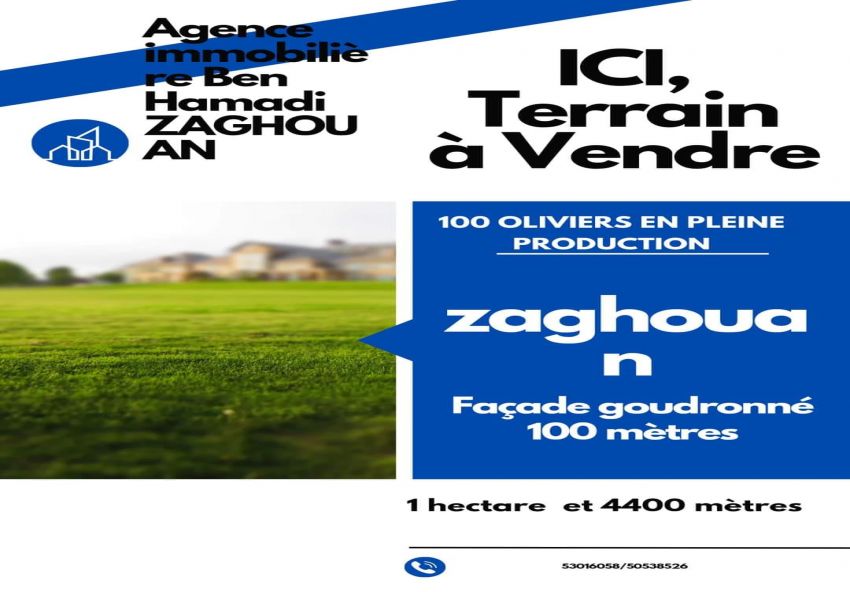 Agence
immobiliè
re Ben
Hamadi
ZAGHOU
AN
ICI,
Terrain
à Vendre
100 OLIVIERS EN PLEINE
PRODUCTION
zaghoua
n
Façade goudronné
100 mètres
1 hectare et 4400 mètres
53016058/50538526